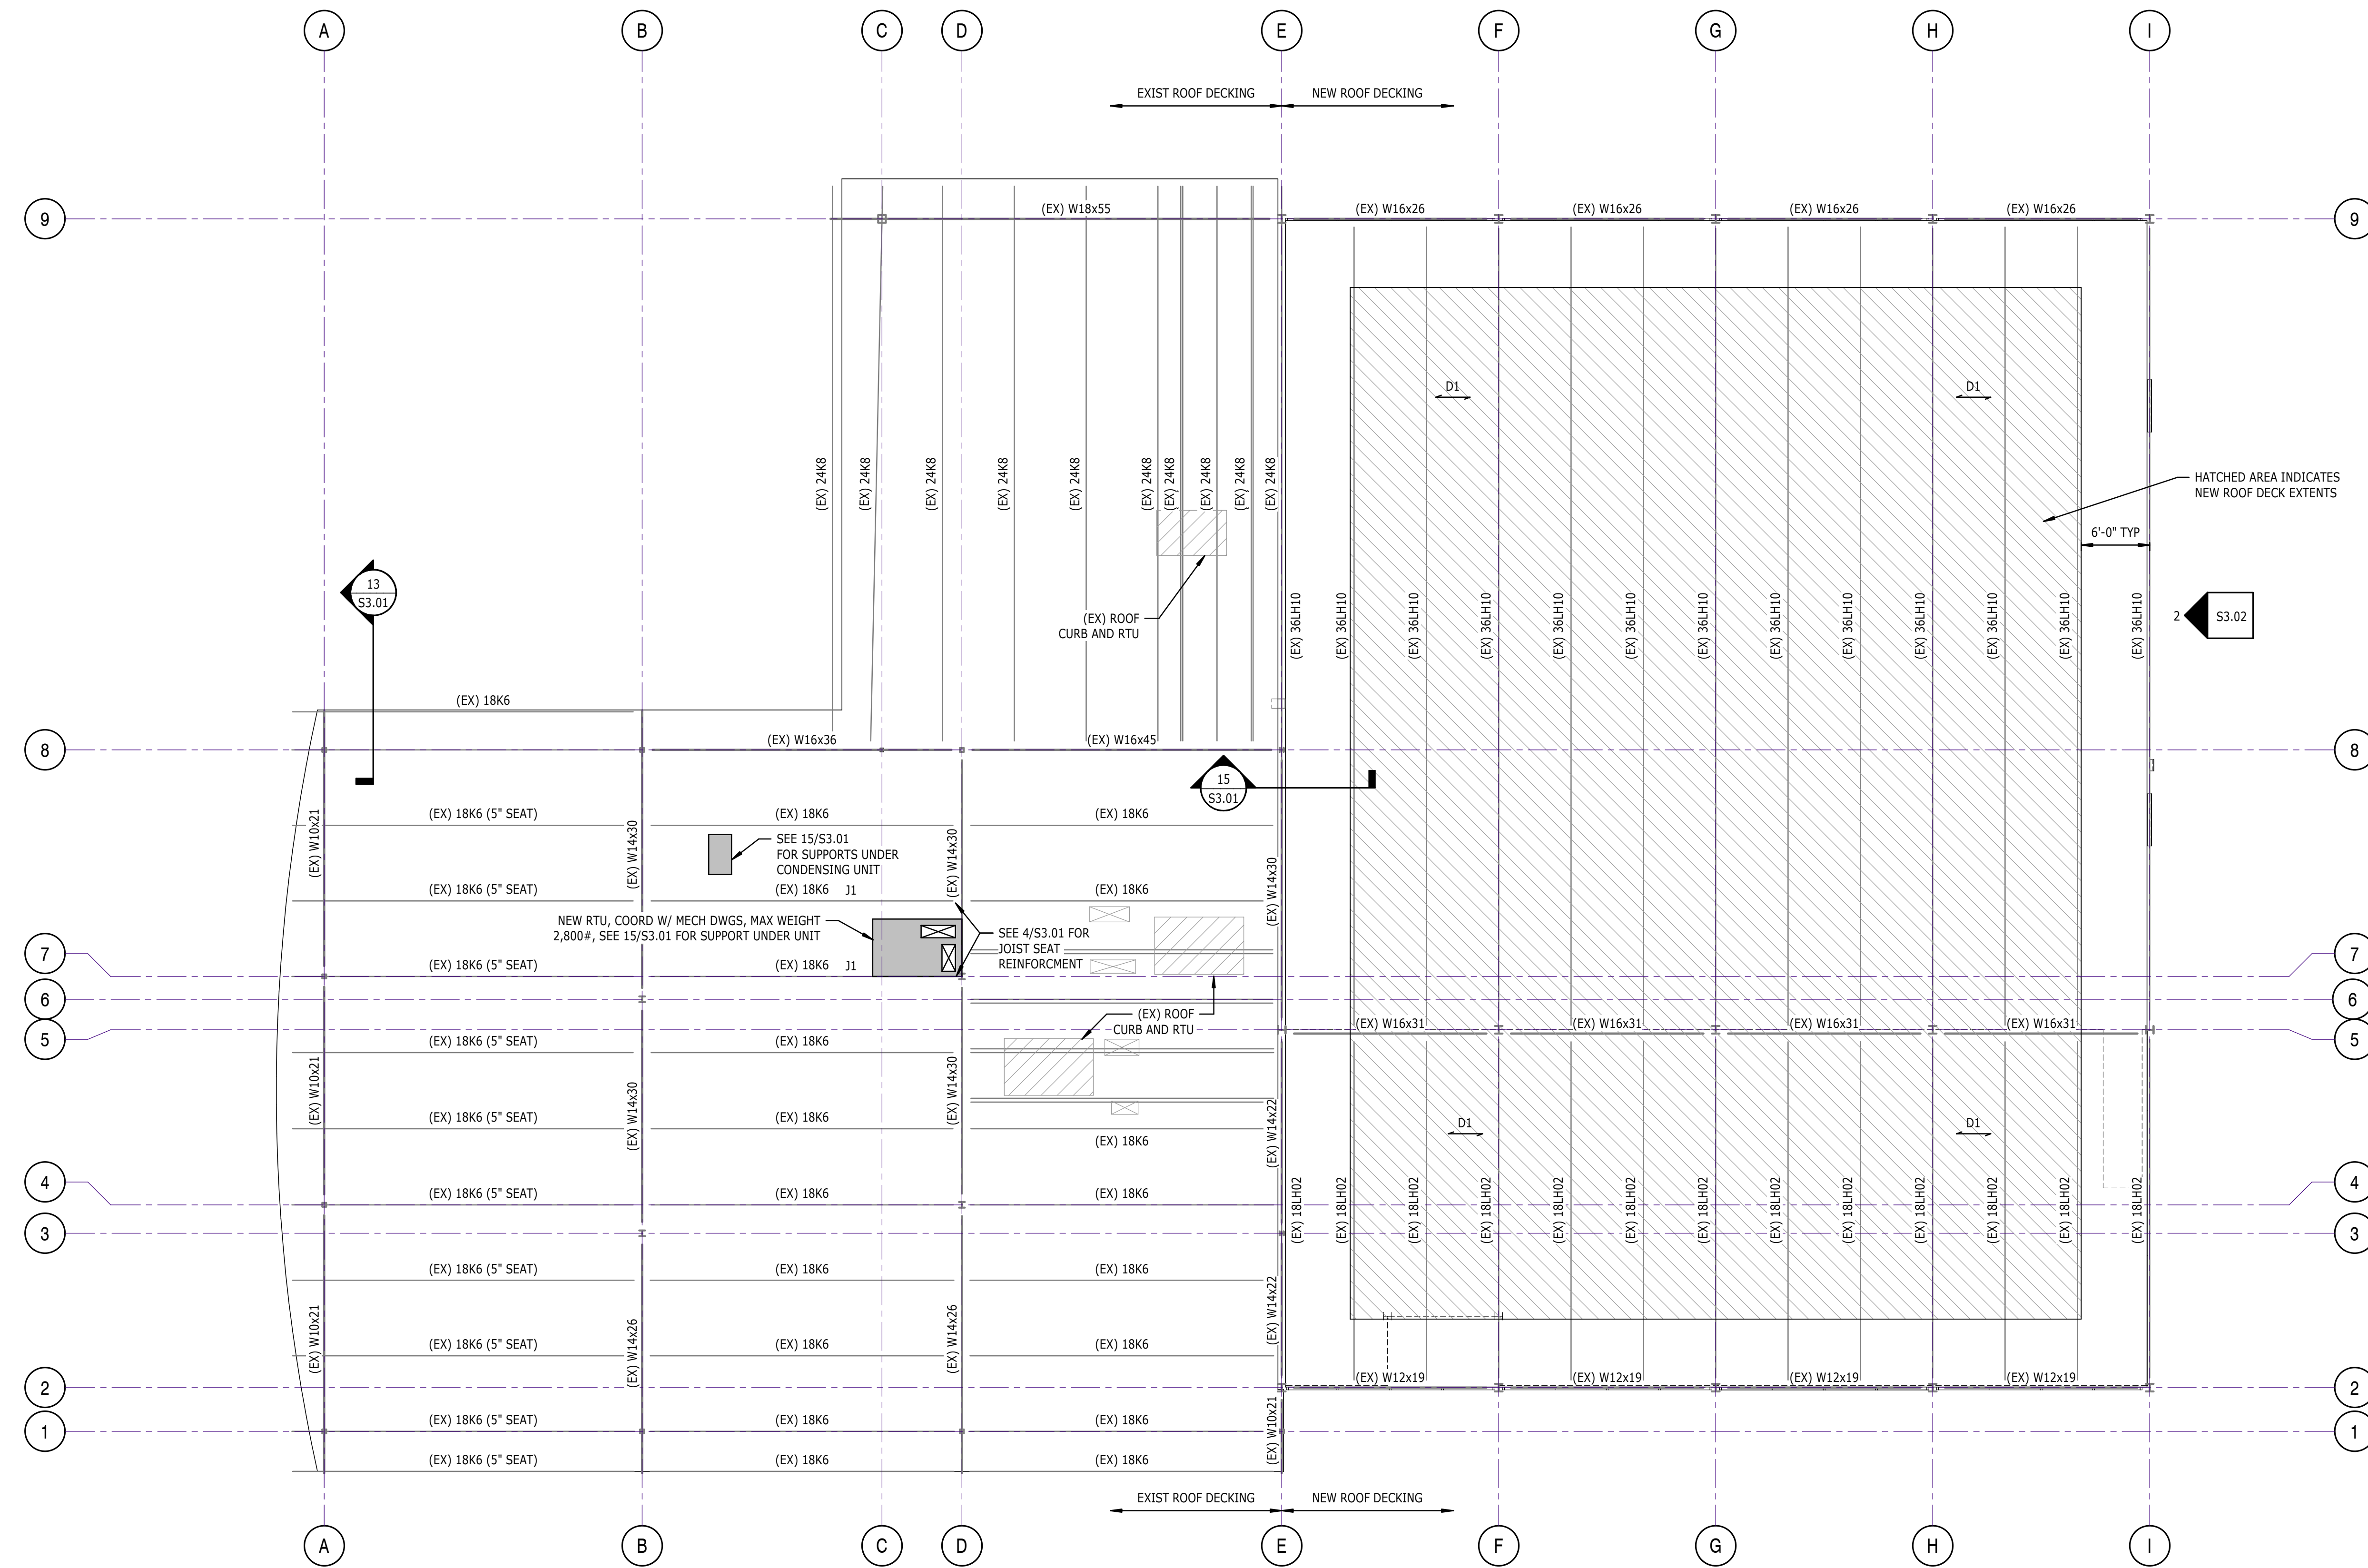 A B C D E F G H I
EXIST ROOF DECKING NEW ROOF DECKING
9 (EX) W18x55 (EX) W16x26 (EX) W16x26 (EX) W16x26 (EX) W16x26 9
D1 D1
(EX) 24K8 (EX) 24K8 (EX) 24K8 (EX) 24K8 (EX) 24K8 (EX) 24K8 (EX) 24K8 (EX) 24K8 (EX) 24K8 (EX) 24K8
HATCHED AREA INDICATES
NEW ROOF DECK EXTENTS
6'-0" TYP
13
S3.01
(EX) ROOF
CURB AND RTU
(EX) 36LH10 (EX) 36LH10 (EX) 36LH10 (EX) 36LH10 (EX) 36LH10 (EX) 36LH10 (EX) 36LH10 (EX) 36LH10 (EX) 36LH10 (EX) 36LH10 (EX) 36LH10 (EX) 36LH10 (EX) 36LH10
2 S3.02
(EX) 18K6
8 (EX) W16x36 (EX) W16x45 8
15
S3.01
(EX) 18K6 (5" SEAT) (EX) 18K6 (EX) 18K6
(EX) W10x21 (EX) W14x30 (EX) W14x30 (EX) W14x30
SEE 15/S3.01
FOR SUPPORTS UNDER
CONDENSING UNIT
(EX) 18K6 (5" SEAT) (EX) 18K6 J1 (EX) 18K6
NEW RTU, COORD W/ MECH DWGS, MAX WEIGHT
2,800#, SEE 15/S3.01 FOR SUPPORT UNDER UNIT
SEE 4/S3.01 FOR
JOIST SEAT
REINFORCMENT
7 7
(EX) 18K6 (5" SEAT) (EX) 18K6 J1
6 6
(EX) ROOF
CURB AND RTU
5 (EX) W16x31 (EX) W16x31 (EX) W16x31 (EX) W16x31 5
(EX) 18K6 (5" SEAT) (EX) 18K6
(EX) W10x21 (EX) W14x30 (EX) W14x30 (EX) W14x22
(EX) 18K6 (5" SEAT) (EX) 18K6
D1 D1
(EX) 18K6
4 4
(EX) 18K6 (5" SEAT) (EX) 18K6 (EX) 18K6
(EX) 18LH02 (EX) 18LH02 (EX) 18LH02 (EX) 18LH02 (EX) 18LH02 (EX) 18LH02 (EX) 18LH02 (EX) 18LH02 (EX) 18LH02 (EX) 18LH02 (EX) 18LH02 (EX) 18LH02 (EX) 18LH02
3 3
(EX) 18K6 (5" SEAT) (EX) 18K6 (EX) 18K6
(EX) W10x21 (EX) W14x26 (EX) W14x26 (EX) W14x22
(EX) 18K6 (5" SEAT) (EX) 18K6 (EX) 18K6
2 (EX) W12x19 (EX) W12x19 (EX) W12x19 (EX) W12x19 2
(EX) 18K6 (5" SEAT) (EX) 18K6 (EX) 18K6
1 (EX) W10x21 1
(EX) 18K6 (5" SEAT) (EX) 18K6 (EX) 18K6
EXIST ROOF DECKING NEW ROOF DECKING
A B C D E F G H I